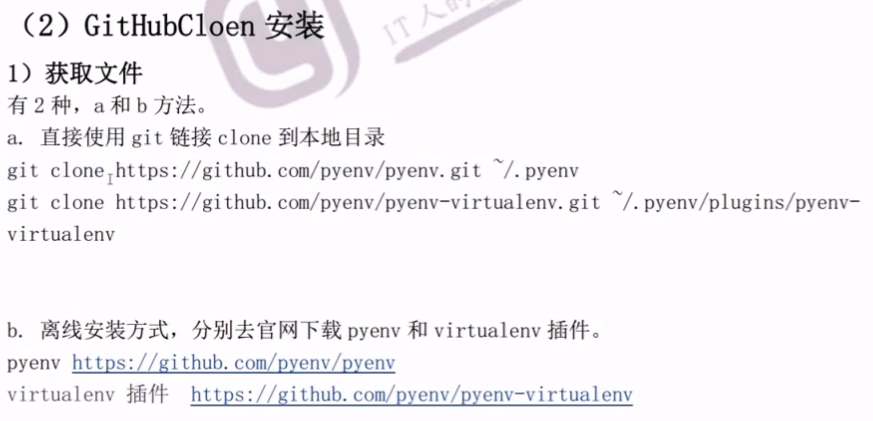 （2）GitHubCloen 安装
IT 人的
1）获取文件
有 2 种，a 和 b 方法。
a. 直接使用 git 链接 clone 到本地目录
git clone https://github.com/pyenv/pyenv.git ~/.pyenv
git clone https://github.com/pyenv/pyenv-virtualenv.git ~/.pyenv/plugins/pyenv-
virtualenv
b. 离线安装方式，分别去官网下载 pyenv 和 virtualenv 插件。
pyenv https://github.com/pyenv/pyenv
virtualenv 插件 https://github.com/pyenv/pyenv-virtualenv